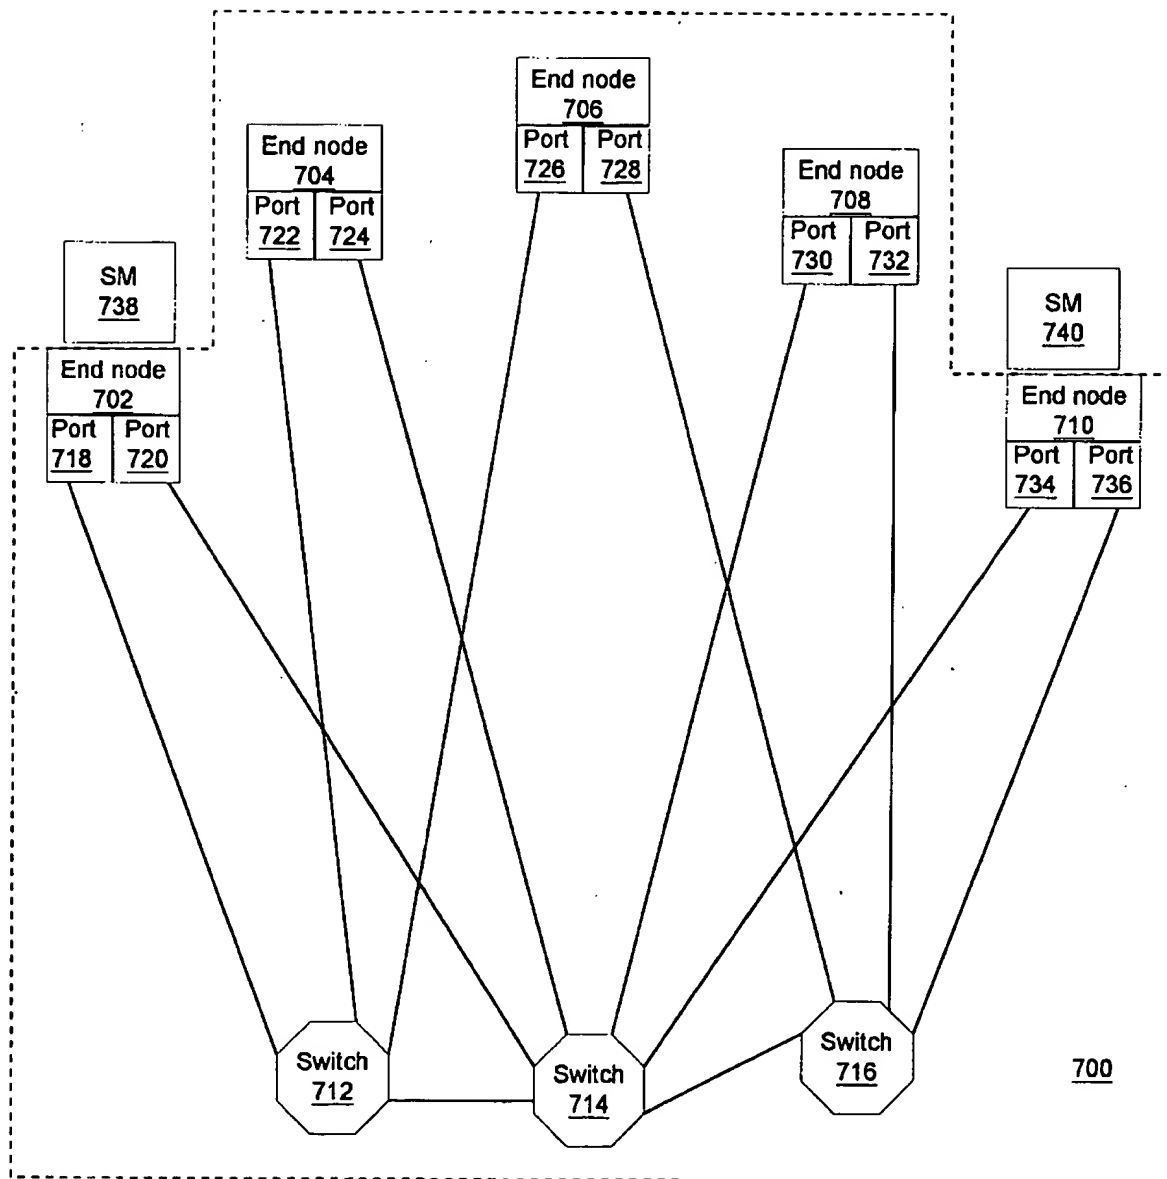 End node
706
Port
726
Port
728
End node
704
Port
722
Port
724
End node
708
Port
730
Port
732
SM
738
SM
740
End node
702
Port
718
Port
720
End node
710
Port
734
Port
736
Switch
712
Switch
714
Switch
716
700